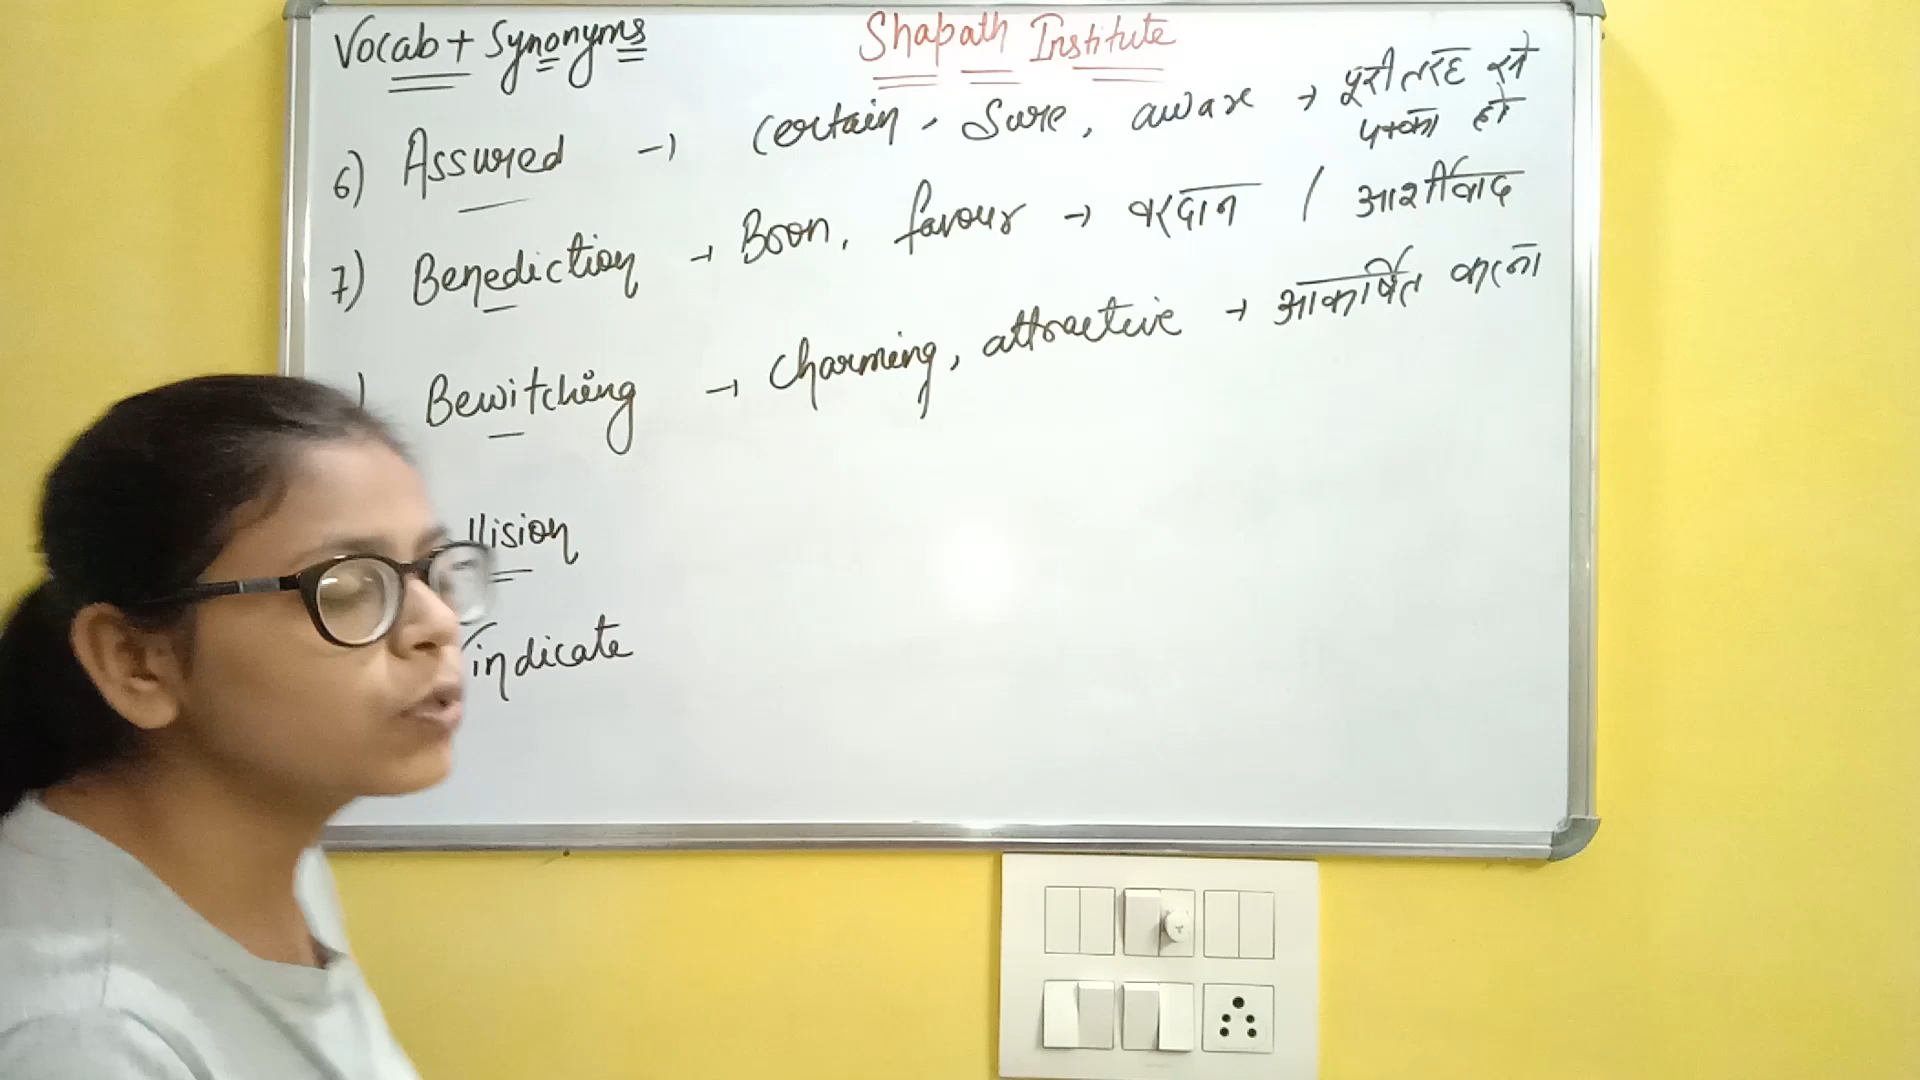 Vocab + Synonyms
Shapath Institute
6) Assured → certain, Sure, aware → पूरी तरह से
पक्का हो
7) Benediction → Boon, favour → वरदान / आशीर्वाद
) Bewitching → charming, attractive → आकर्षित करना
llision
Vindicate